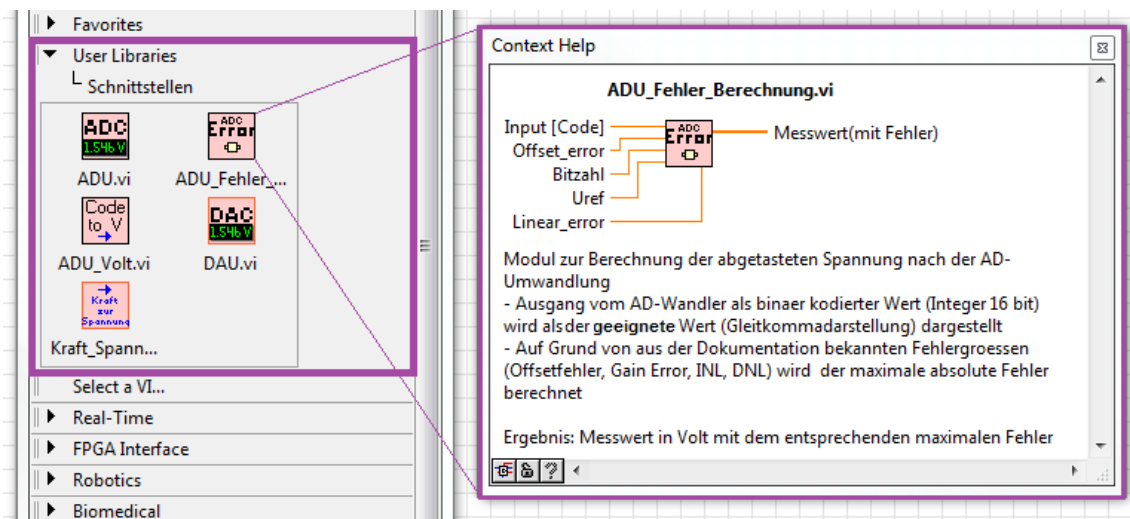 Favorites
User Libraries
Schnittstellen
ADC
1.546 V
ADU.vi
ADC
Error
ADU_Fehler_...
Code
to V
ADU_Volt.vi
DAC
1.546 V
DAU.vi
Kraft
zur
Spannung
Kraft_Spann...
Select a VI...
Real-Time
FPGA Interface
Robotics
Biomedical
Context Help
ADU_Fehler_Berechnung.vi
Input [Code]
Offset_error
Bitzahl
Uref
Linear_error
ADC
Error
Messwert(mit Fehler)
Modul zur Berechnung der abgetasteten Spannung nach der AD-
Umwandlung
- Ausgang vom AD-Wandler als binaer kodierter Wert (Integer 16 bit)
wird als der geeignete Wert (Gleitkommadarstellung) dargestellt
- Auf Grund von aus der Dokumentation bekannten Fehlergroessen
(Offsetfehler, Gain Error, INL, DNL) wird der maximale absolute Fehler
berechnet
Ergebnis: Messwert in Volt mit dem entsprechenden maximalen Fehler
?